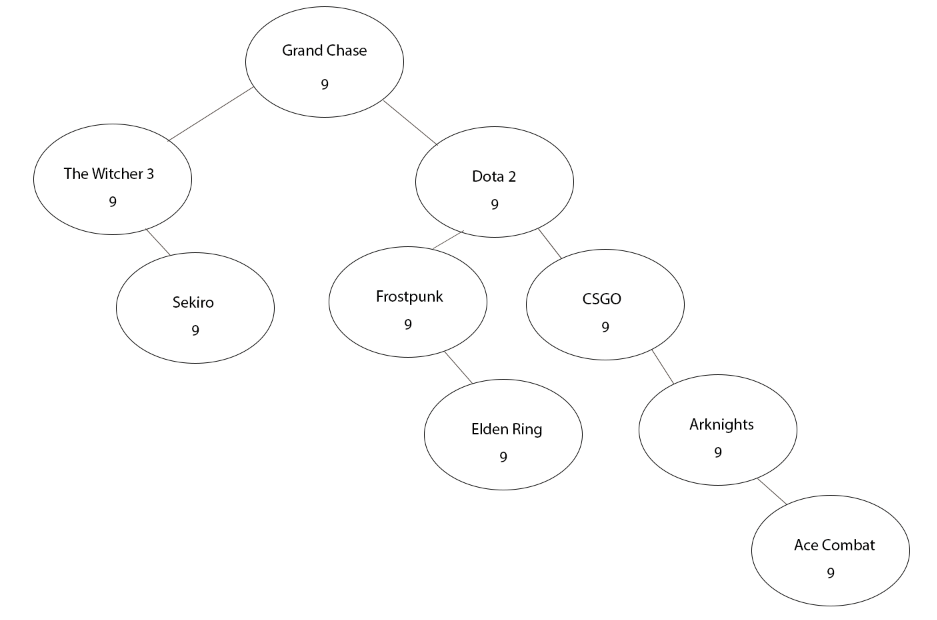 Grand Chase
9
The Witcher 3
9
Dota 2
9
Sekiro
9
Frostpunk
9
CSGO
9
Elden Ring
9
Arknights
9
Ace Combat
9